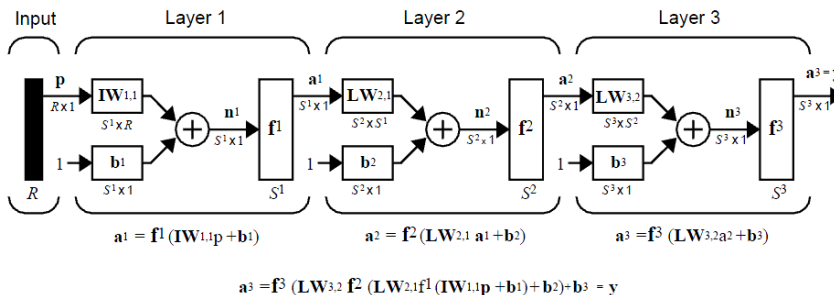 Input Layer 1 Layer 2 Layer 3
p a1 a2 a3 = y
IW1,1 LW2,1 LW3,2
R x 1 n1 S1 x 1 n2 S2 x 1 n3 S3 x 1
S1 x R f1 S2 x S1 f2 S3 x S2 f3
S1 x 1 S2 x 1 S3 x 1
1 b1 1 b2 1 b3
R S1 x 1 S1 S2 x 1 S2 S3 x 1 S3
a1 = f1 (IW1,1p + b1) a2 = f2 (LW2,1 a1 + b2) a3 = f3 (LW3,2a2 + b3)
a3 = f3 (LW3,2 f2 (LW2,1f1 (IW1,1p + b1) + b2) + b3 = y